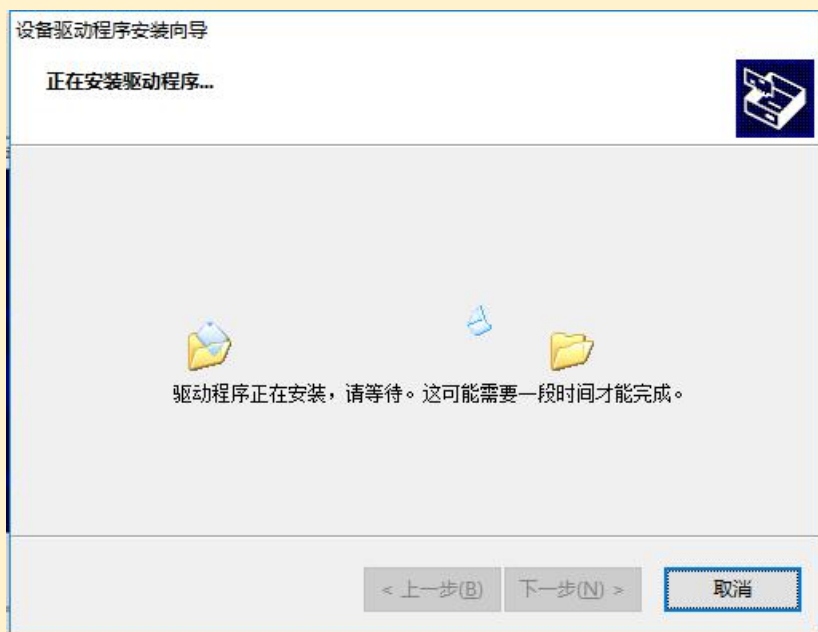 设备驱动程序安装向导
正在安装驱动程序...
驱动程序正在安装，请等待。这可能需要一段时间才能完成。
< 上一步(B)
下一步(N) >
取消